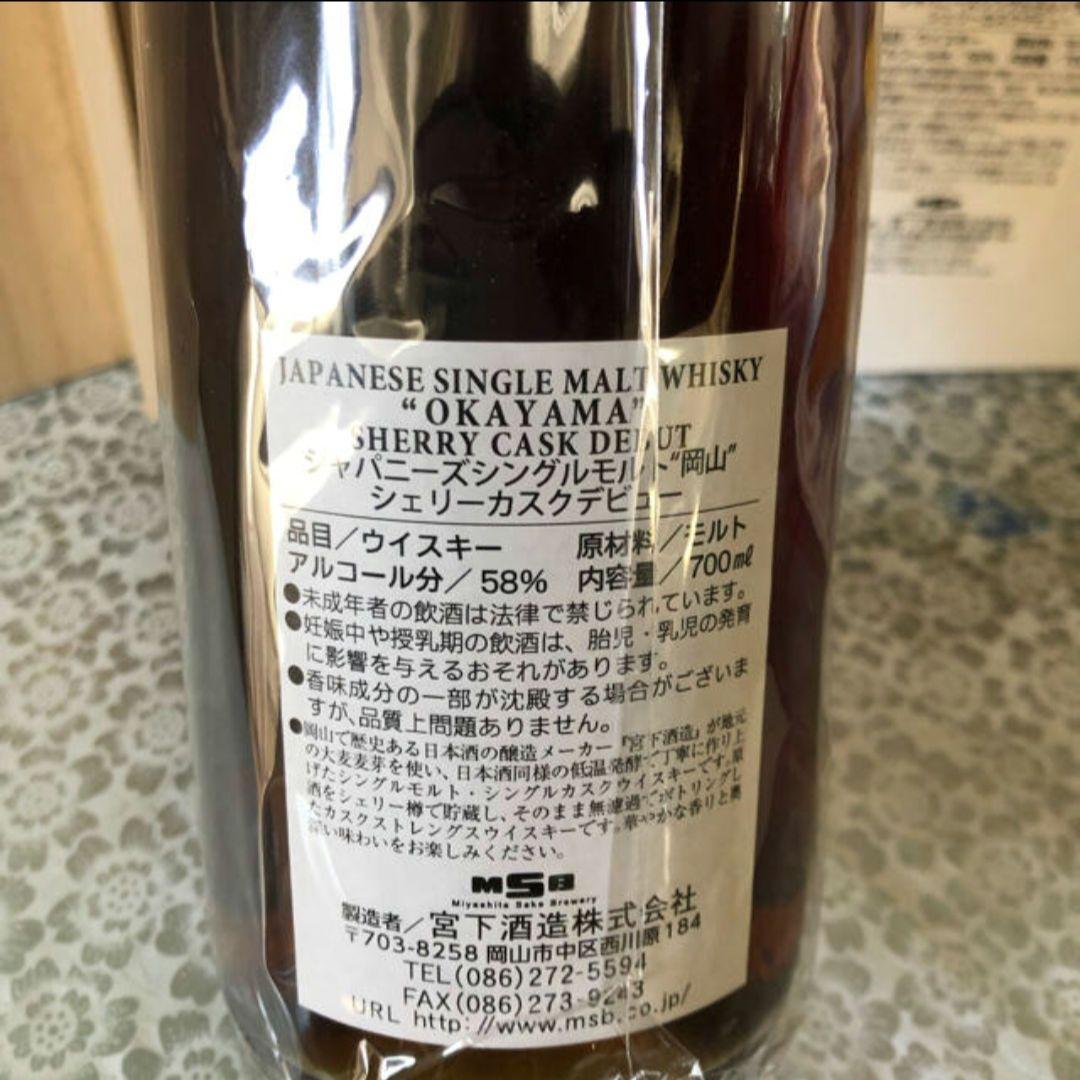 JAPANESE SINGLE MALT WHISKY
“OKAYAMA”
SHERRY CASK DEBUT
ジャパニーズシングルモルト“岡山”
シェリーカスクデビュー
品目／ウイスキー 原材料／モルト
アルコール分／58% 内容量／700㎖
●未成年者の飲酒は法律で禁じられています。
●妊娠中や授乳期の飲酒は、胎児・乳児の発育
に影響を与えるおそれがあります。
●香味成分の一部が沈殿する場合がございま
すが、品質上問題ありません。
●岡山で歴史ある日本酒の醸造メーカー『宮下酒造』が地元
の大麦麦芽を使い、日本酒同様の低温発酵で丁寧に作り上
げたシングルモルト・シングルカスクウイスキーです。原
酒をシェリー樽で貯蔵し、そのまま無濾過でボトリングし
たカスクストレングスウイスキーです。華やかな香りと奥
深い味わいをお楽しみください。
MSB
Miyashita Sake Brewery
製造者／宮下酒造株式会社
〒703-8258 岡山市中区西川原184
TEL(086)272-5594
FAX(086)273-9243
URL http://www.msb.co.jp/